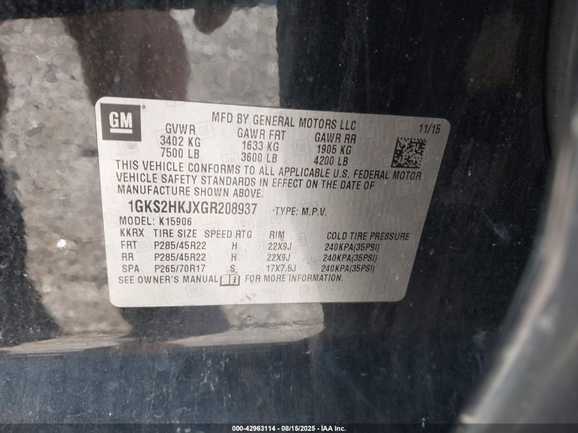 GM
MFD BY GENERAL MOTORS LLC
11/15
GVWR GAWR FRT GAWR RR
3402 KG 1633 KG 1905 KG
7500 LB 3600 LB 4200 LB
THIS VEHICLE CONFORMS TO ALL APPLICABLE U.S. FEDERAL MOTOR
VEHICLE SAFETY STANDARDS IN EFFECT ON THE DATE OF
MANUFACTURE SHOWN ABOVE.
1GKS2HKJXGR208937 TYPE: M.P.V.
MODEL: K15906
KKRX TIRE SIZE SPEED RTG RIM COLD TIRE PRESSURE
FRT P285/45R22 H 22X9J 240KPA(35PSI)
RR P285/45R22 H 22X9J 240KPA(35PSI)
SPA P265/70R17 S 17X7.5J 240KPA(35PSI)
SEE OWNER'S MANUAL FOR MORE INFORMATION.
000-42963114 - 08/15/2025 - IAAI.COM